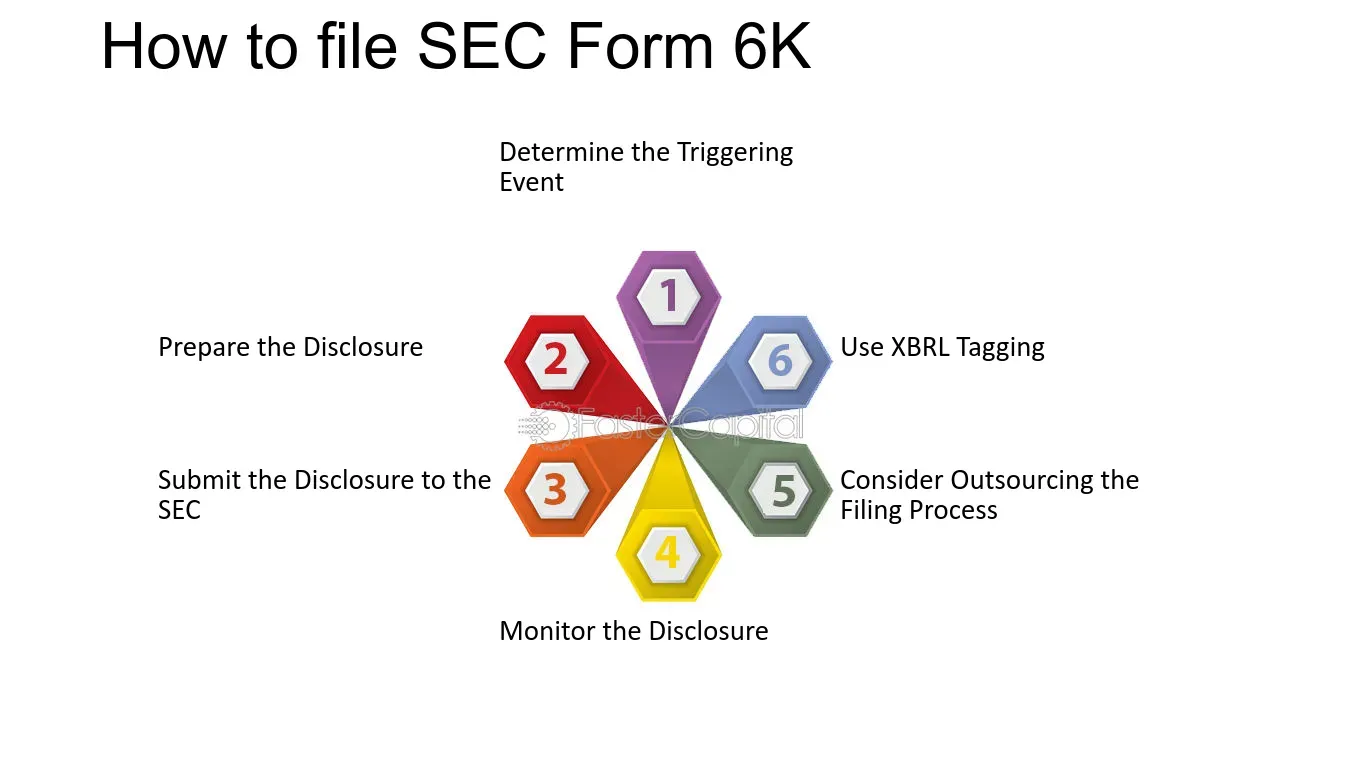 How to file SEC Form 6K
Determine the Triggering
Event
1
2
Prepare the Disclosure
6
Use XBRL Tagging
FasterCapital
3
Submit the Disclosure to the
SEC
5
Consider Outsourcing the
Filing Process
4
Monitor the Disclosure